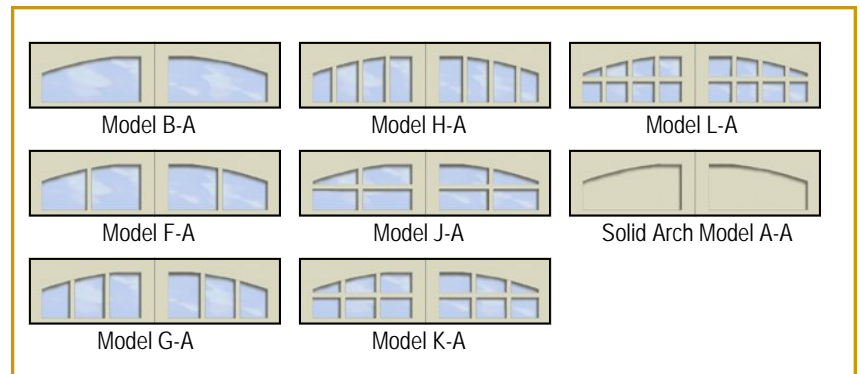 Model B-A
Model H-A
Model L-A
Model F-A
Model J-A
Solid Arch Model A-A
Model G-A
Model K-A